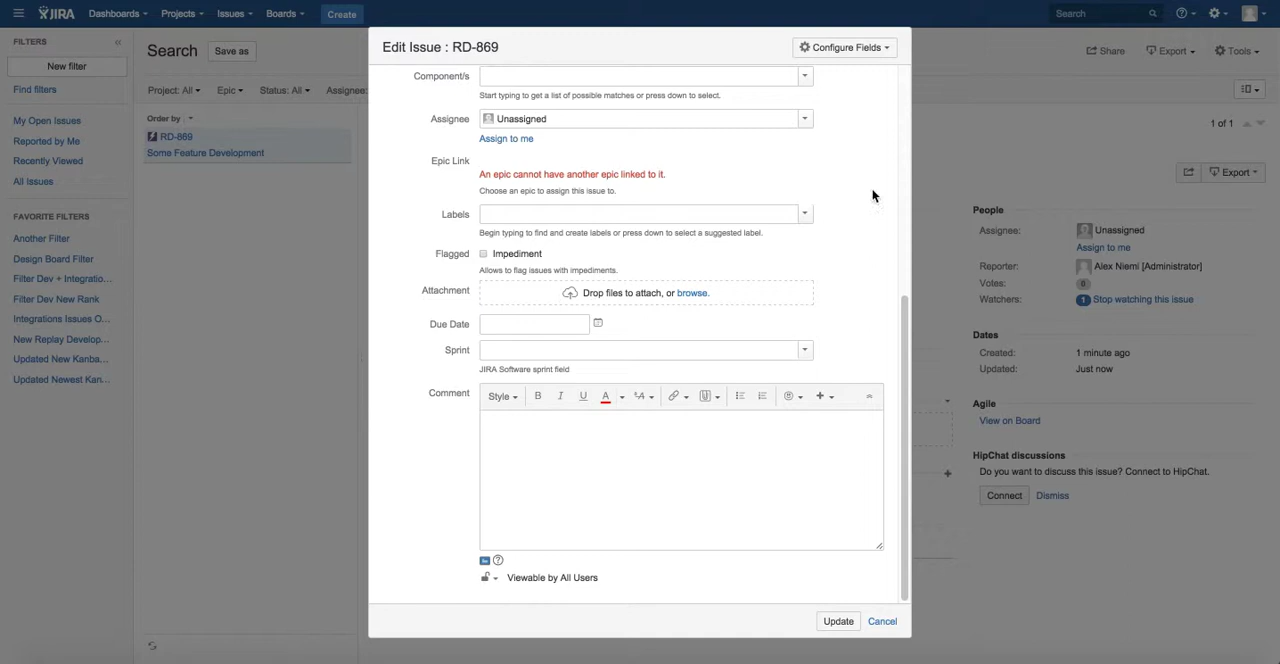 JIRA Dashboards Projects Issues Boards Create Search
FILTERS
New filter
Find filters
My Open Issues
Reported by Me
Recently Viewed
All Issues
FAVORITE FILTERS
Another Filter
Design Board Filter
Filter Dev + Integratio...
Filter Dev New Rank
Integrations Issues O...
New Replay Develop...
Updated New Kanba...
Updated Newest Kan...
Search Save as
Project: All Epic Status: All Assignee:
Order by
RD-869
Some Feature Development
Edit Issue : RD-869
Configure Fields
Component/s
Start typing to get a list of possible matches or press down to select.
Assignee Unassigned
Assign to me
Epic Link
An epic cannot have another epic linked to it.
Choose an epic to assign this issue to.
Labels
Begin typing to find and create labels or press down to select a suggested label.
Flagged Impediment
Allows to flag issues with impediments.
Attachment Drop files to attach, or browse.
Due Date
Sprint
JIRA Software sprint field
Comment Style B I U A
Viewable by All Users
Update Cancel
Share Export Tools
1 of 1
Export
People
Assignee: Unassigned
Assign to me
Reporter: Alex Niemi [Administrator]
Votes: 0
Watchers: 1 Stop watching this issue
Dates
Created: 1 minute ago
Updated: Just now
Agile
View on Board
HipChat discussions
Do you want to discuss this issue? Connect to HipChat.
Connect Dismiss